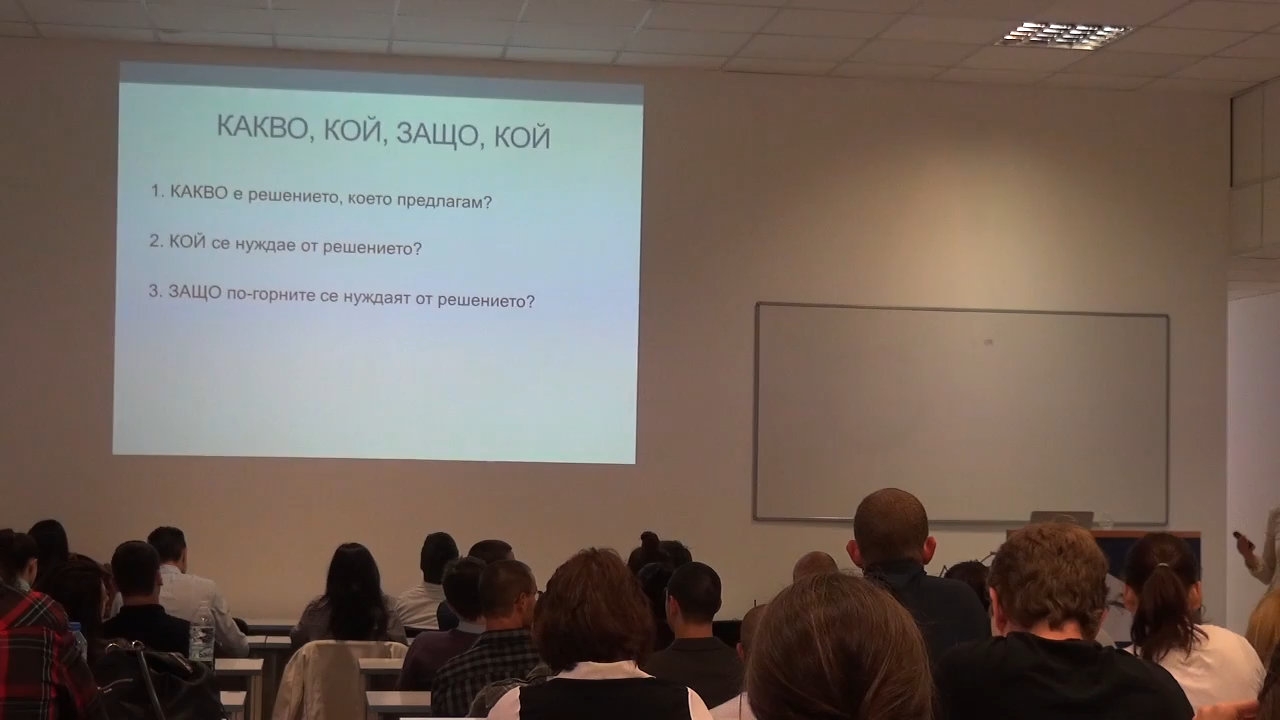 КАКВО, КОЙ, ЗАЩО, КОЙ
1. КАКВО е решението, което предлагам?
2. КОЙ се нуждае от решението?
3. ЗАЩО по-горните се нуждаят от решението?